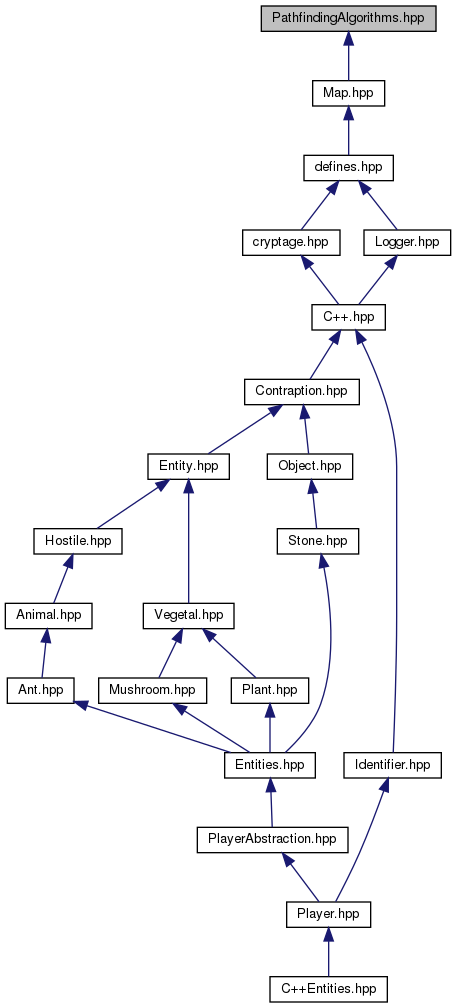 PathfindingAlgorithms.hpp
Map.hpp
defines.hpp
cryptage.hpp
Logger.hpp
C++.hpp
Contraption.hpp
Entity.hpp
Object.hpp
Hostile.hpp
Stone.hpp
Animal.hpp
Vegetal.hpp
Ant.hpp
Mushroom.hpp
Plant.hpp
Entities.hpp
Identifier.hpp
PlayerAbstraction.hpp
Player.hpp
C++Entities.hpp